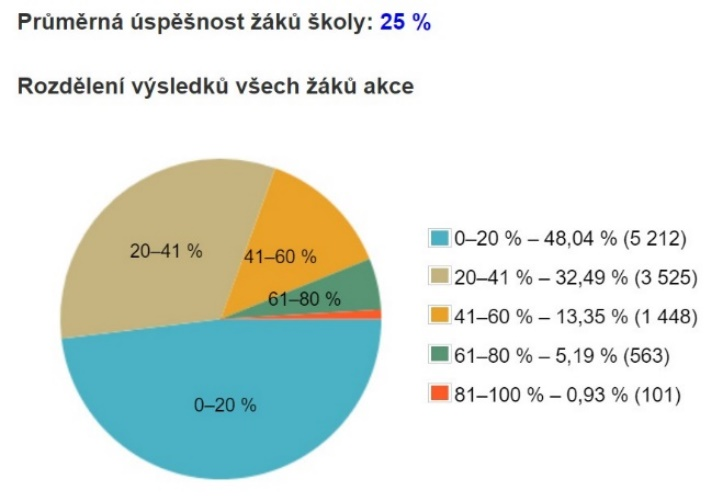 Průměrná úspěšnost žáků školy: 25 %
Rozdělení výsledků všech žáků akce
20–41 %
41–60 %
61–80 %
0–20 %
0–20 % – 48,04 % (5 212)
20–41 % – 32,49 % (3 525)
41–60 % – 13,35 % (1 448)
61–80 % – 5,19 % (563)
81–100 % – 0,93 % (101)